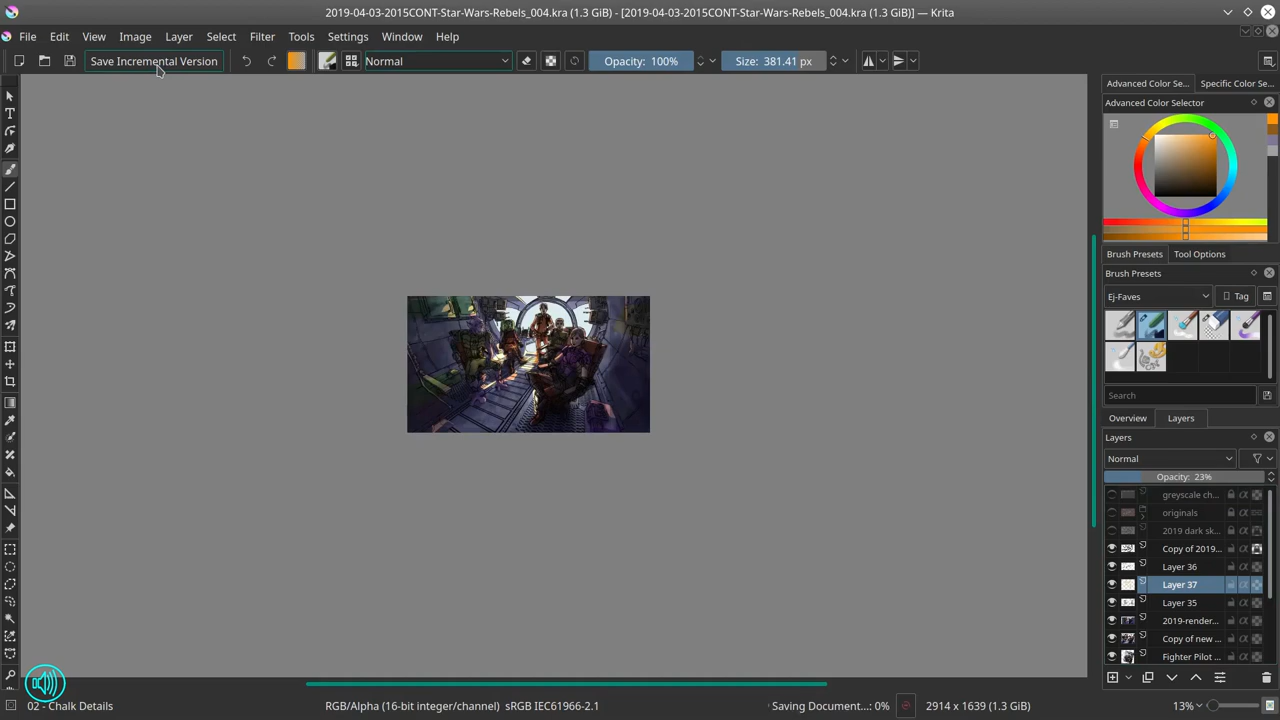 2019-04-03-2015CONT-Star-Wars-Rebels_004.kra (1.3 GiB) - [2019-04-03-2015CONT-Star-Wars-Rebels_004.kra (1.3 GiB)] — Krita
File Edit View Image Layer Select Filter Tools Settings Window Help
Save Incremental Version Normal Opacity: 100% Size: 381.41 px
Advanced Color Se... Specific Color Se...
Advanced Color Selector
Brush Presets Tool Options
Brush Presets
Ej-Faves Tag
Search
Overview Layers
Layers
Normal
Opacity: 23%
greyscale ch...
originals
2019 dark sk...
Copy of 2019...
Layer 36
Layer 37
Layer 35
2019-render...
Copy of new ...
Fighter Pilot ...
02 - Chalk Details RGB/Alpha (16-bit integer/channel) sRGB IEC61966-2.1 Saving Document...: 0% 2914 x 1639 (1.3 GiB) 13%